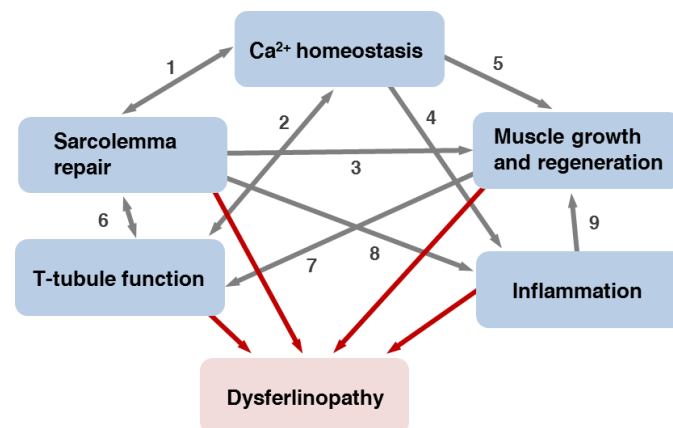 Ca²⁺ homeostasis
1
5
2
4
Sarcolemma
repair
Muscle growth
and regeneration
3
6
9
7
8
T-tubule function
Inflammation
Dysferlinopathy